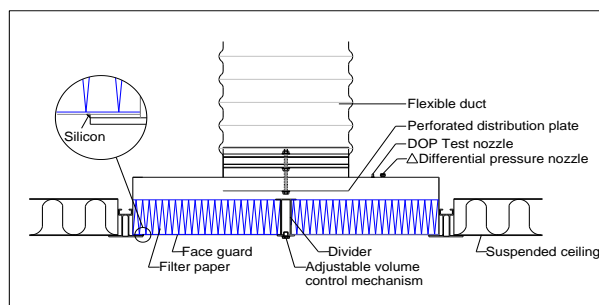 Flexible duct
Perforated distribution plate
DOP Test nozzle
△Differential pressure nozzle
Silicon
Divider
Face guard
Filter paper
Adjustable volume
control mechanism
Suspended ceiling